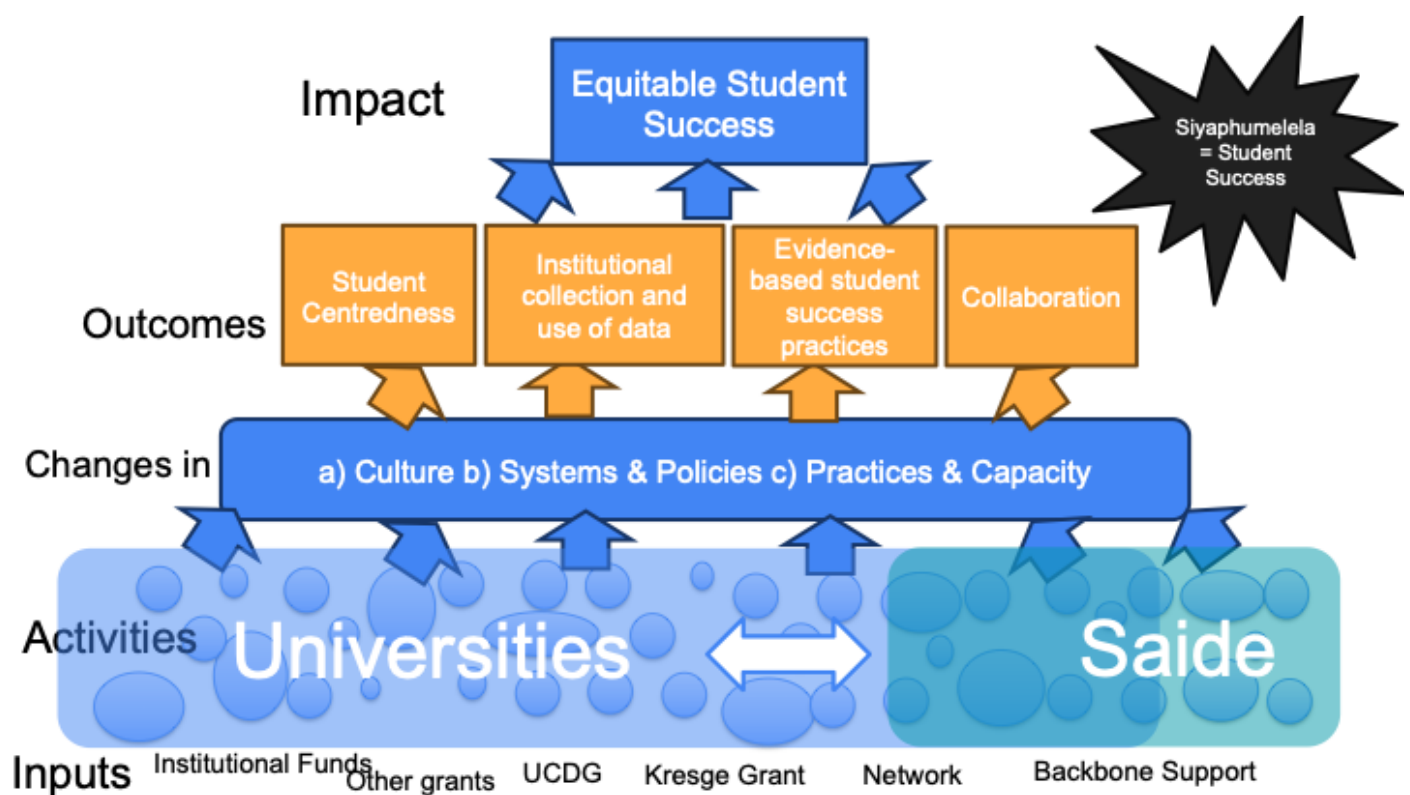 Impact
Equitable Student
Success
Siyaphumelela
= Student
Success
Outcomes
Student
Centredness
Institutional
collection and
use of data
Evidence-
based student
success
practices
Collaboration
Changes in
a) Culture b) Systems & Policies c) Practices & Capacity
Activities
Universities
Saide
Inputs
Institutional Funds
Other grants
UCDG
Kresge Grant
Network
Backbone Support